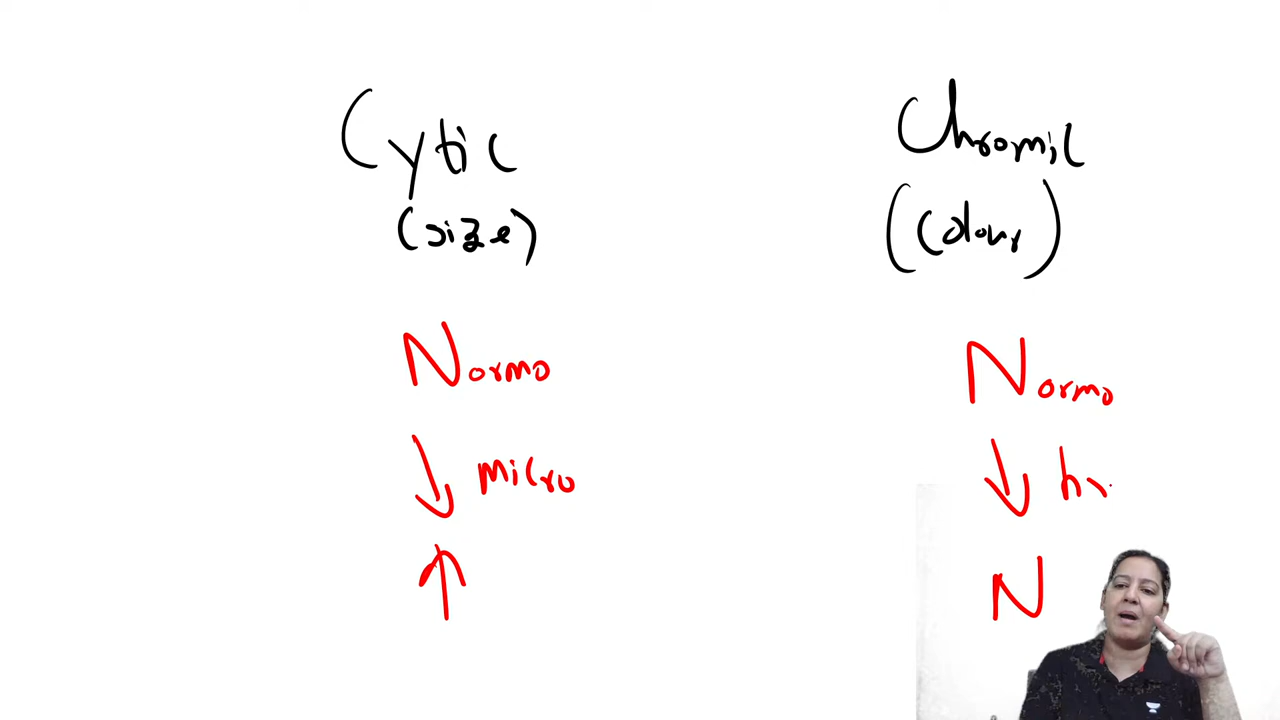 Cytic
(size)
Normo
↓ micro
↑
Chromic
(Colour)
Normo
↓ hy
N